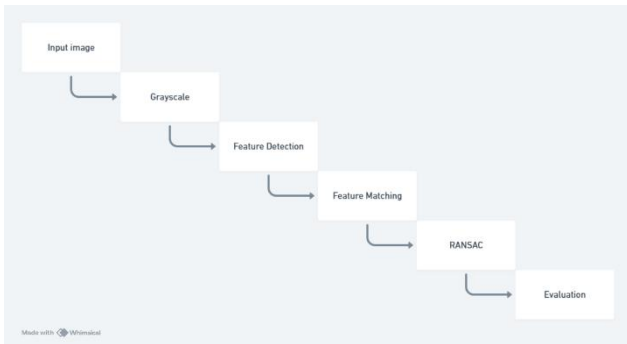 Input image
Grayscale
Feature Detection
Feature Matching
RANSAC
Evaluation
Made with Whimsical